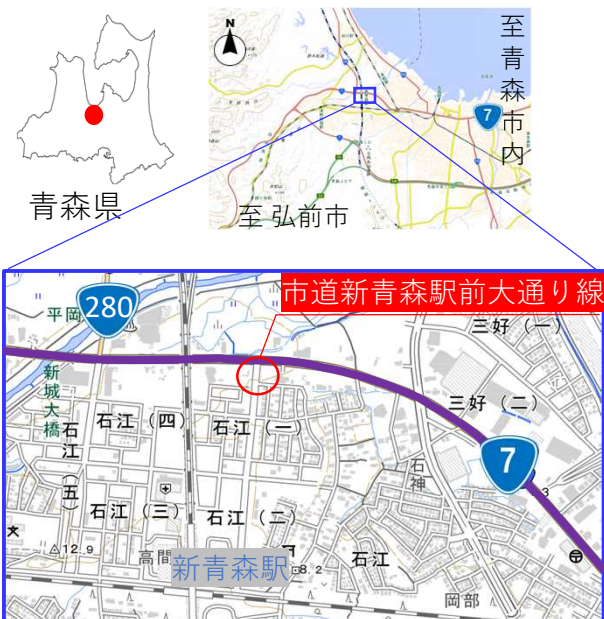 N
至青森市内
7
青森県
至 弘前市
市道新青森駅前大通り線
280
平岡
三好（一）
新城大橋
石江（四）
石江（一）
三好（二）
石江（五）
7
石神
3
石江（三）
石江（二）
12.9
高間
新青森駅
8.2
石江
岡部